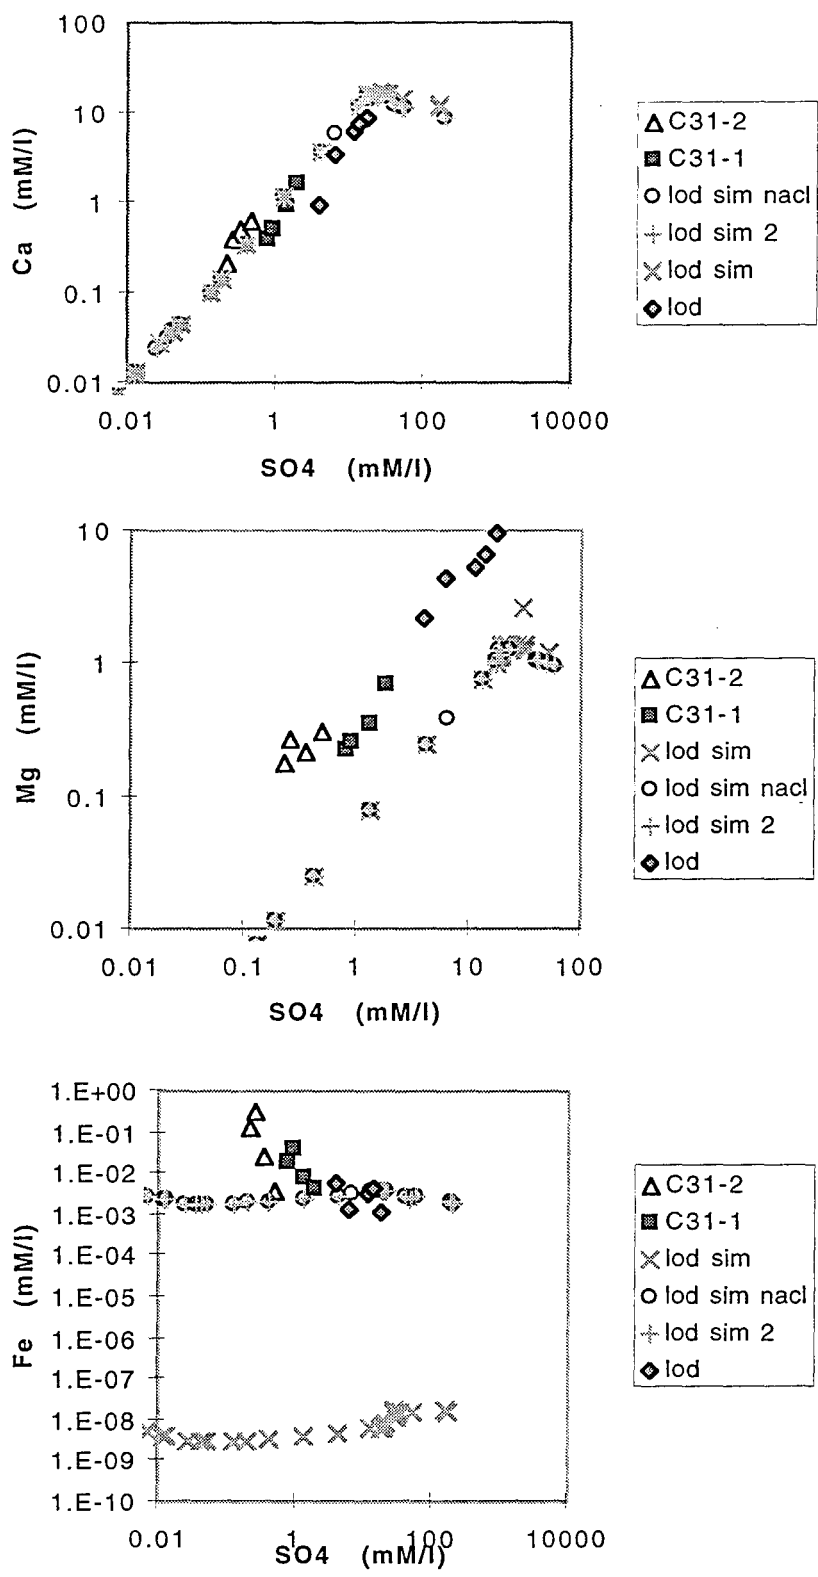 100
10
1
0.1
0.01
Ca (mM/l)
0.01 1 100 10000
SO4 (mM/l)
C31-2
C31-1
lod sim nacl
lod sim 2
lod sim
lod
10
1
0.1
0.01
Mg (mM/l)
0.01 0.1 1 10 100
SO4 (mM/l)
C31-2
C31-1
lod sim
lod sim nacl
lod sim 2
lod
1.E+00
1.E-01
1.E-02
1.E-03
1.E-04
1.E-05
1.E-06
1.E-07
1.E-08
1.E-09
1.E-10
Fe (mM/l)
0.01 1 100 10000
SO4 (mM/l)
C31-2
C31-1
lod sim
lod sim nacl
lod sim 2
lod